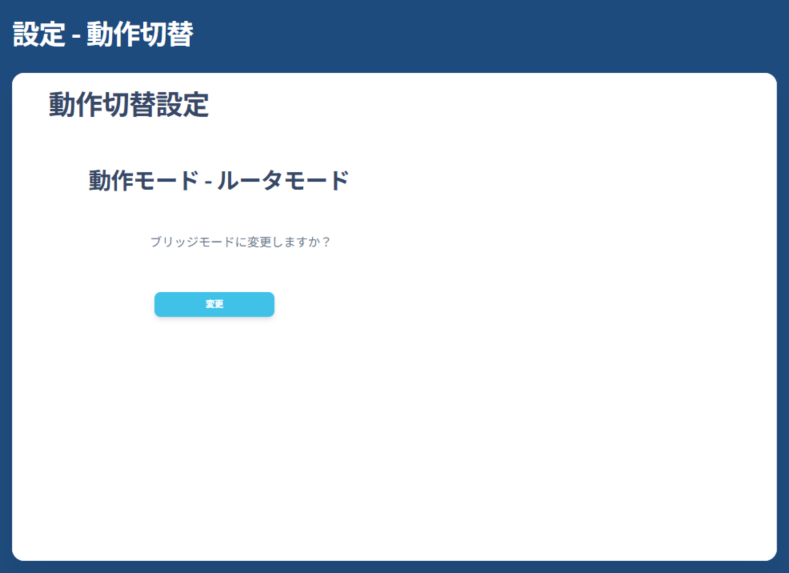 設定 - 動作切替
動作切替設定
動作モード - ルータモード
ブリッジモードに変更しますか？
変更